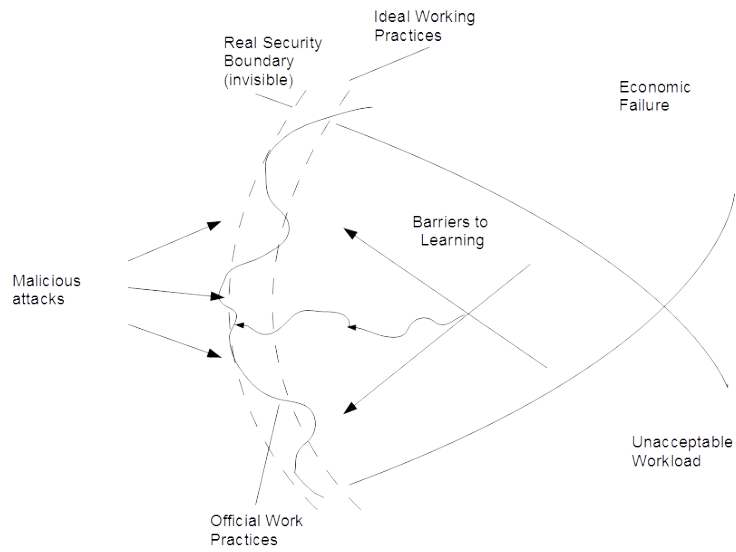 Ideal Working
Practices
Real Security
Boundary
(invisible)
Economic
Failure
Barriers to
Learning
Malicious
attacks
Unacceptable
Workload
Official Work
Practices